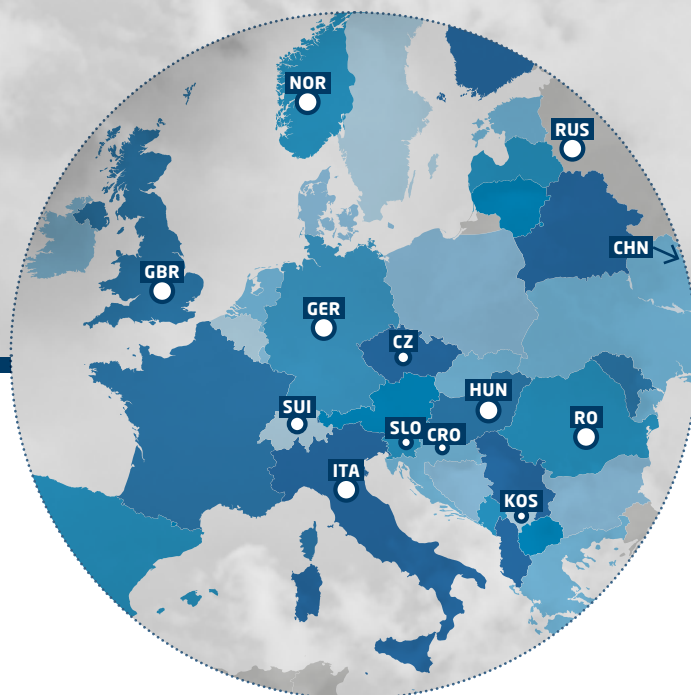 NOR
RUS
CHN
GBR
GER
CZ
HUN
SUI
RO
SLO
CRO
ITA
KOS